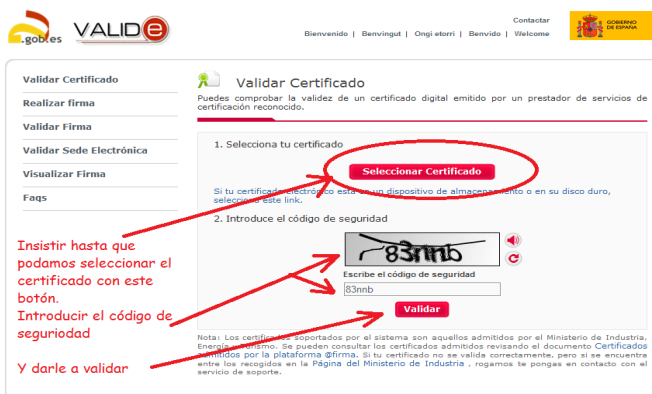 .gob.es
VALIDe
Contactar
Bienvenido | Benvingut | Ongi etorri | Benvido | Welcome
GOBIERNO
DE ESPAÑA
Validar Certificado
Realizar firma
Validar Firma
Validar Sede Electrónica
Visualizar Firma
Faqs
Validar Certificado
Puedes comprobar la validez de un certificado digital emitido por un prestador de servicios de
certificación reconocido.
1. Selecciona tu certificado
Seleccionar Certificado
Si tu certificado electrónico está en un dispositivo de almacenamiento o en su disco duro,
selecciona este link.
2. Introduce el código de seguridad
83nnb
Escribe el código de seguridad
83nnb
Validar
Insistir hasta que
podamos seleccionar el
certificado con este
botón.
Introducir el código de
seguriodad
Y darle a validar
Nota: Los certificados soportados por el sistema son aquellos admitidos por el Ministerio de Industria,
Energía y Turismo. Se pueden consultar los certificados admitidos revisando el documento Certificados
admitidos por la plataforma @firma. Si tu certificado no se valida correctamente, pero si se encuentra
entre los recogidos en la Página del Ministerio de Industria , rogamos te pongas en contacto con el
servicio de soporte.